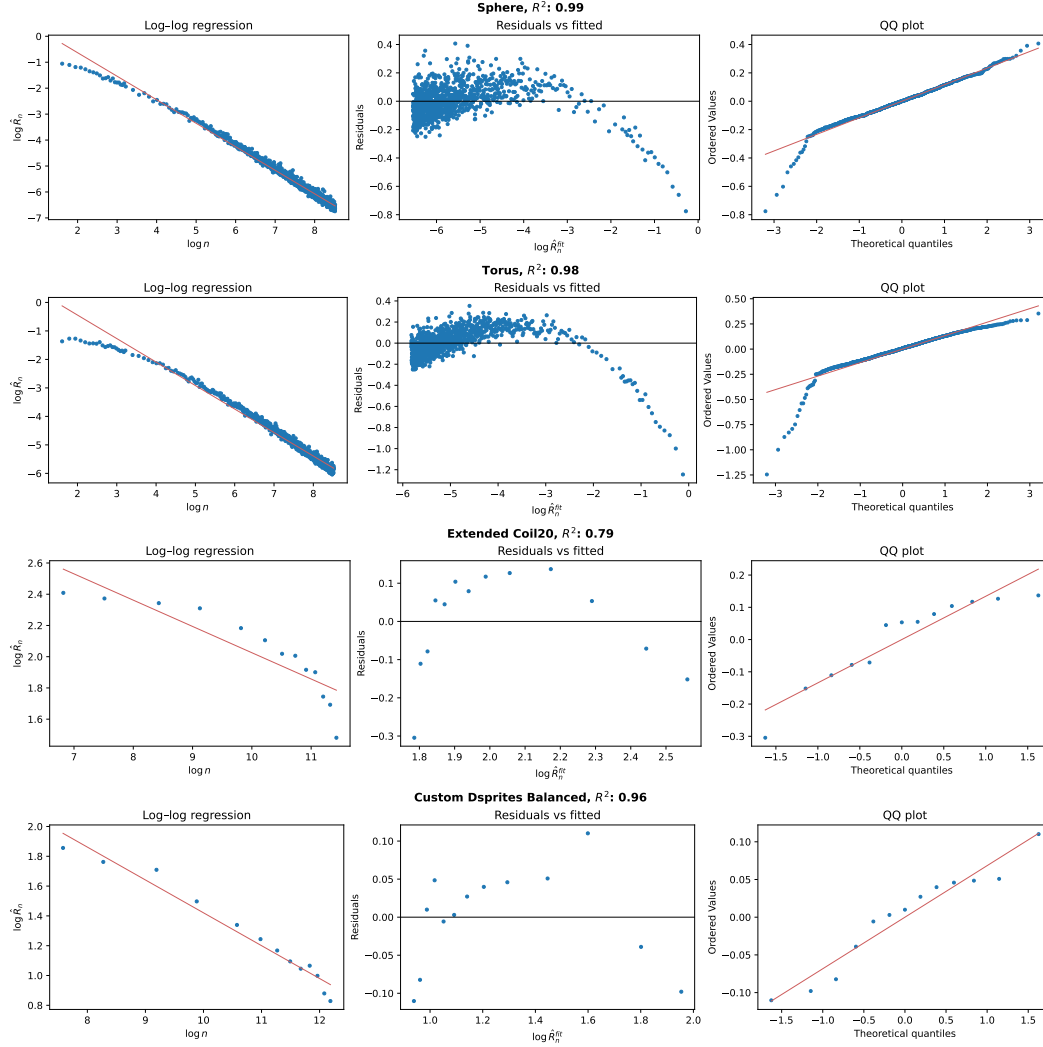 Sphere, R²: 0.99
Log–log regression
Residuals vs fitted
QQ plot
log R̂ₙ
0
−1
−2
−3
−4
−5
−6
−7
2 3 4 5 6 7 8
log n
Residuals
0.4
0.2
0.0
−0.2
−0.4
−0.6
−0.8
−6 −5 −4 −3 −2 −1 0
log R̂ₙᶠⁱᵗ
Ordered Values
0.4
0.2
0.0
−0.2
−0.4
−0.6
−0.8
−3 −2 −1 0 1 2 3
Theoretical quantiles
Torus, R²: 0.98
Log–log regression
Residuals vs fitted
QQ plot
log R̂ₙ
0
−1
−2
−3
−4
−5
−6
2 3 4 5 6 7 8
log n
Residuals
0.4
0.2
0.0
−0.2
−0.4
−0.6
−0.8
−1.0
−1.2
−6 −5 −4 −3 −2 −1 0
log R̂ₙᶠⁱᵗ
Ordered Values
0.50
0.25
0.00
−0.25
−0.50
−0.75
−1.00
−1.25
−3 −2 −1 0 1 2 3
Theoretical quantiles
Extended Coil20, R²: 0.79
Log–log regression
Residuals vs fitted
QQ plot
log R̂ₙ
2.6
2.4
2.2
2.0
1.8
1.6
7 8 9 10 11
log n
Residuals
0.1
0.0
−0.1
−0.2
−0.3
1.8 1.9 2.0 2.1 2.2 2.3 2.4 2.5
log R̂ₙᶠⁱᵗ
Ordered Values
0.2
0.1
0.0
−0.1
−0.2
−0.3
−1.5 −1.0 −0.5 0.0 0.5 1.0 1.5
Theoretical quantiles
Custom Dsprites Balanced, R²: 0.96
Log–log regression
Residuals vs fitted
QQ plot
log R̂ₙ
2.0
1.8
1.6
1.4
1.2
1.0
0.8
8 9 10 11 12
log n
Residuals
0.10
0.05
0.00
−0.05
−0.10
1.0 1.2 1.4 1.6 1.8 2.0
log R̂ₙᶠⁱᵗ
Ordered Values
0.10
0.05
0.00
−0.05
−0.10
−1.5 −1.0 −0.5 0.0 0.5 1.0 1.5
Theoretical quantiles